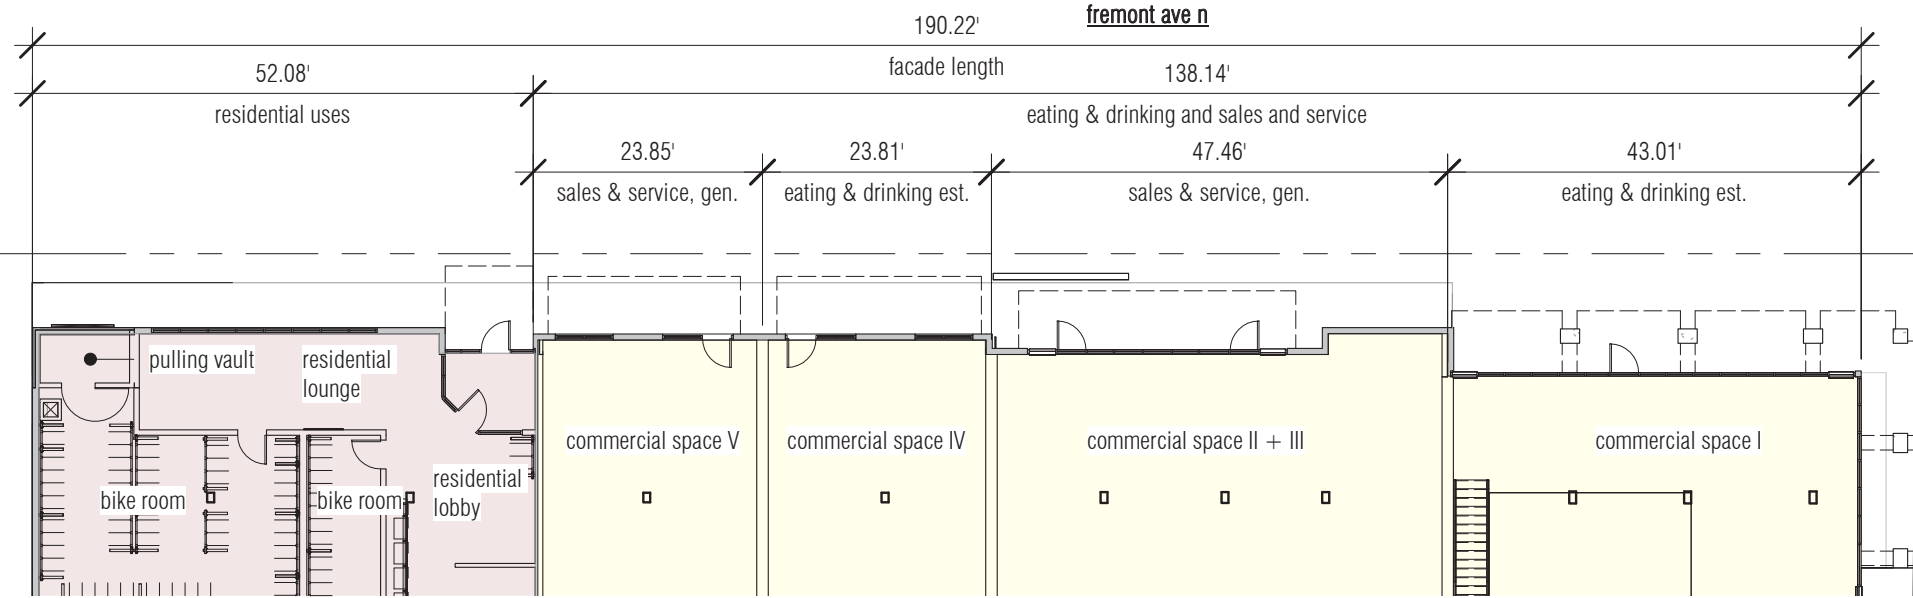 fremont ave n
190.22'
facade length
52.08'
138.14'
residential uses
eating & drinking and sales and service
23.85'
23.81'
47.46'
43.01'
sales & service, gen.
eating & drinking est.
sales & service, gen.
eating & drinking est.
pulling vault
residential
lounge
commercial space V
commercial space IV
commercial space II + III
commercial space I
bike room
bike room
residential
lobby